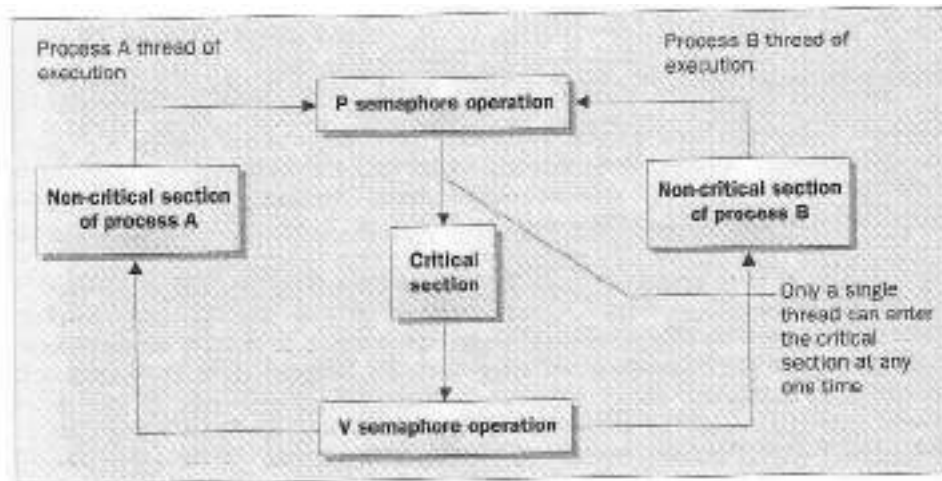 Process A thread of
execution
Process B thread of
execution
P semaphore operation
Non-critical section
of process A
Non-critical section
of process B
Critical
section
Only a single
thread can enter
the critical
section at any
one time
V semaphore operation